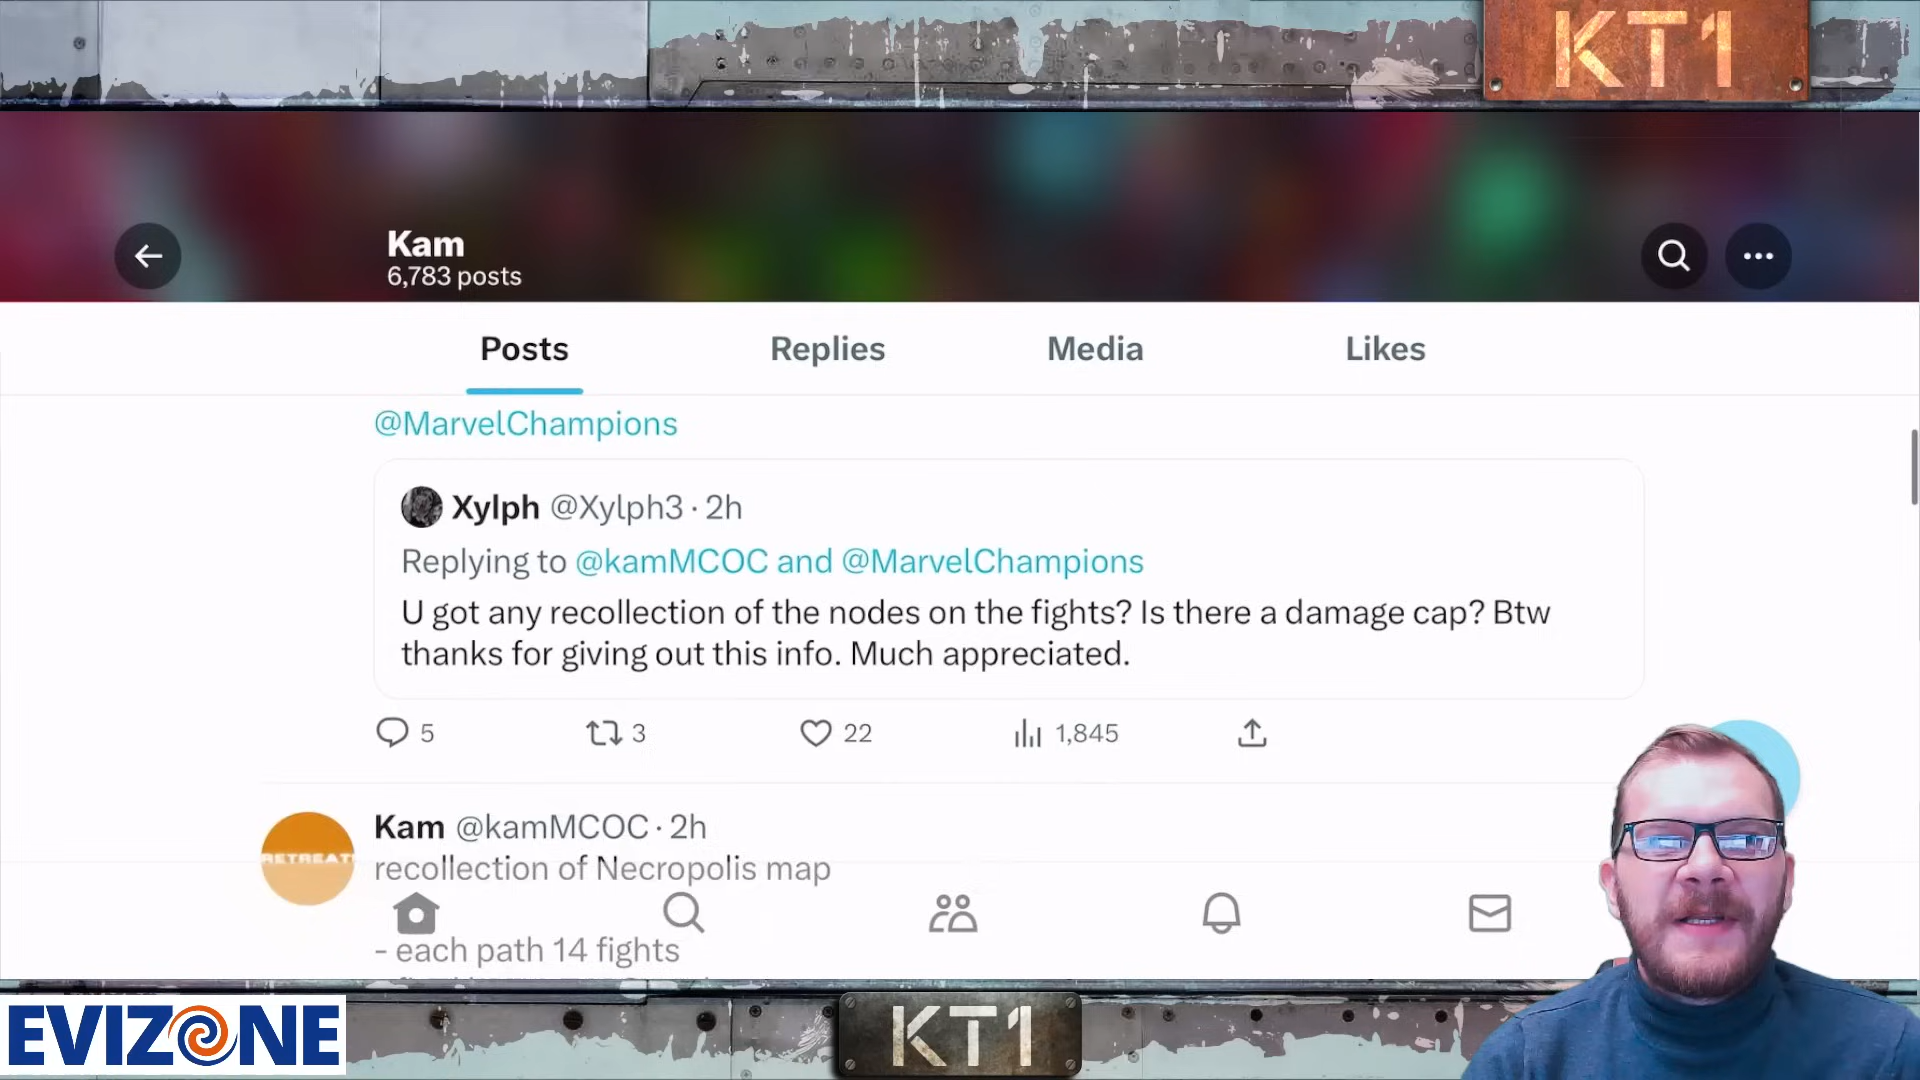 KT1
Kam
6,783 posts
Posts
Replies
Media
Likes
@MarvelChampions
Xylph @Xylph3 · 2h
Replying to @kamMCOC and @MarvelChampions
U got any recollection of the nodes on the fights? Is there a damage cap? Btw
thanks for giving out this info. Much appreciated.
5
3
22
1,845
Kam @kamMCOC · 2h
RETREAT
recollection of Necropolis map
- each path 14 fights
EVIZONE
KT1